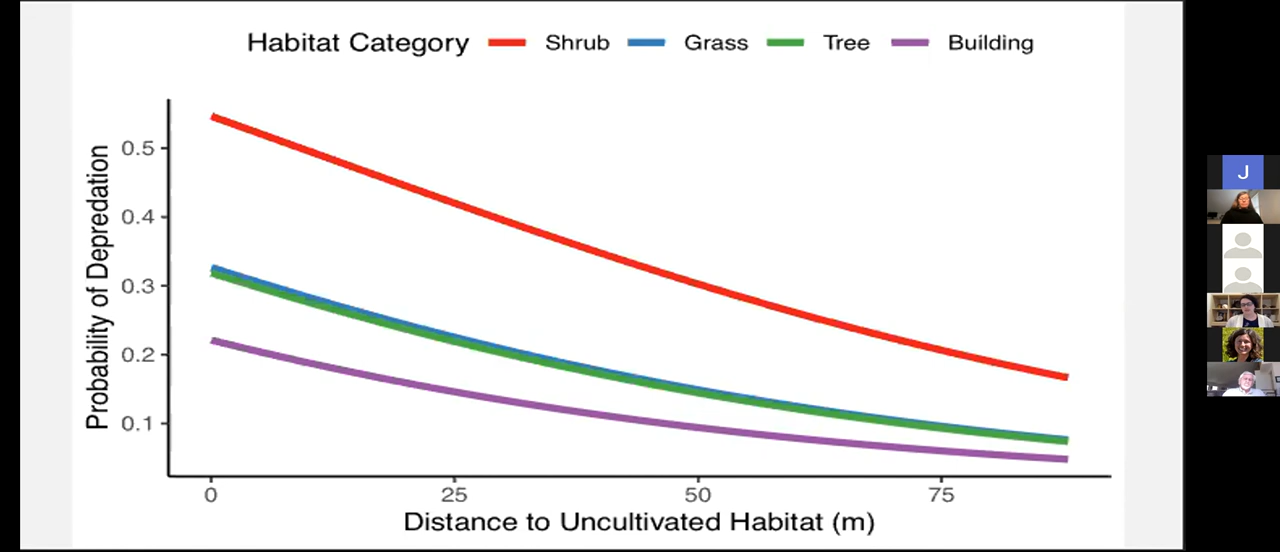 Habitat Category Shrub Grass Tree Building
Probability of Depredation
0.5
0.4
0.3
0.2
0.1
0 25 50 75
Distance to Uncultivated Habitat (m)
J